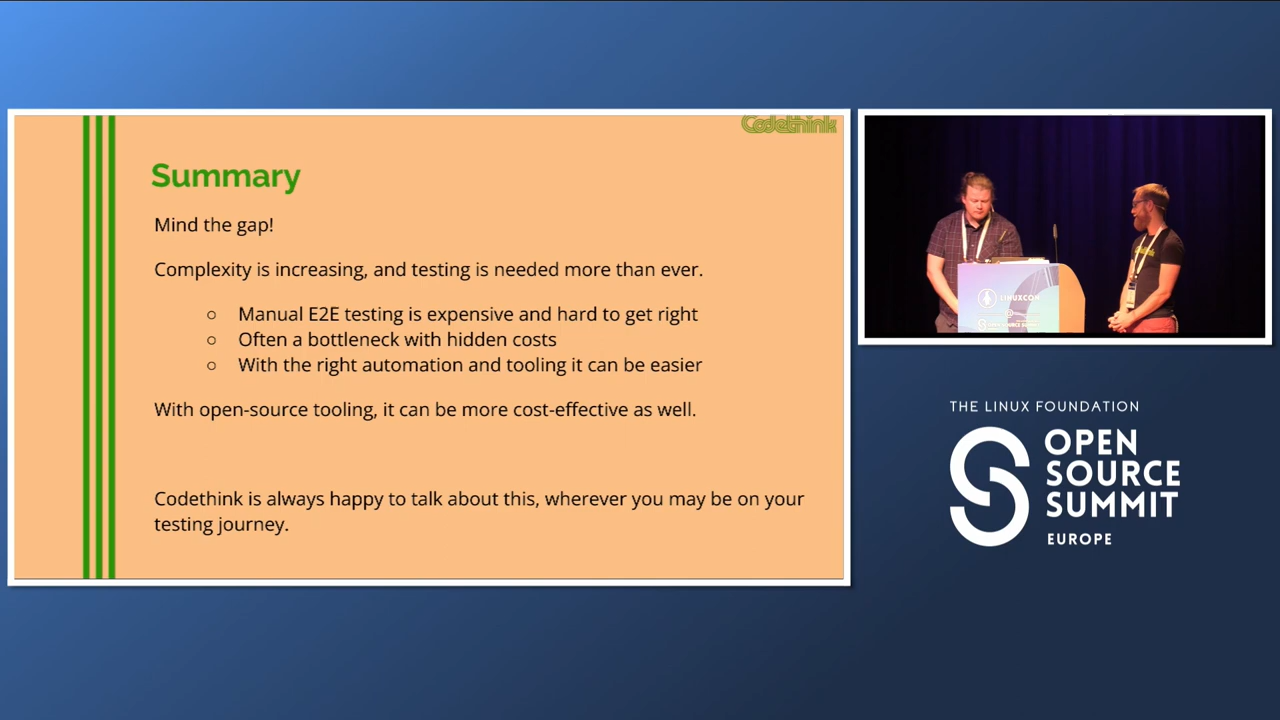 Codethink
Summary
Mind the gap!
Complexity is increasing, and testing is needed more than ever.
○ Manual E2E testing is expensive and hard to get right
○ Often a bottleneck with hidden costs
○ With the right automation and tooling it can be easier
With open-source tooling, it can be more cost-effective as well.
Codethink is always happy to talk about this, wherever you may be on your
testing journey.
LINUXCON
THE LINUX FOUNDATION
OPEN
SOURCE
SUMMIT
EUROPE